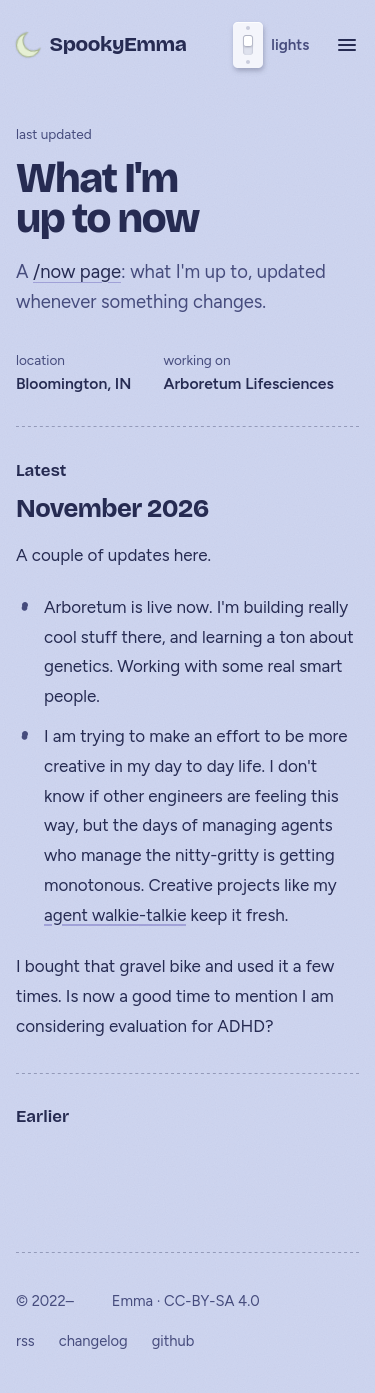 SpookyEmma
lights
last updated
What I'm
up to now
A /now page: what I'm up to, updated
whenever something changes.
location
Bloomington, IN
working on
Arboretum Lifesciences
Latest
November 2026
A couple of updates here.
Arboretum is live now. I'm building really
cool stuff there, and learning a ton about
genetics. Working with some real smart
people.
I am trying to make an effort to be more
creative in my day to day life. I don't
know if other engineers are feeling this
way, but the days of managing agents
who manage the nitty-gritty is getting
monotonous. Creative projects like my
agent walkie-talkie keep it fresh.
I bought that gravel bike and used it a few
times. Is now a good time to mention I am
considering evaluation for ADHD?
Earlier
© 2022– Emma · CC-BY-SA 4.0
rss changelog github